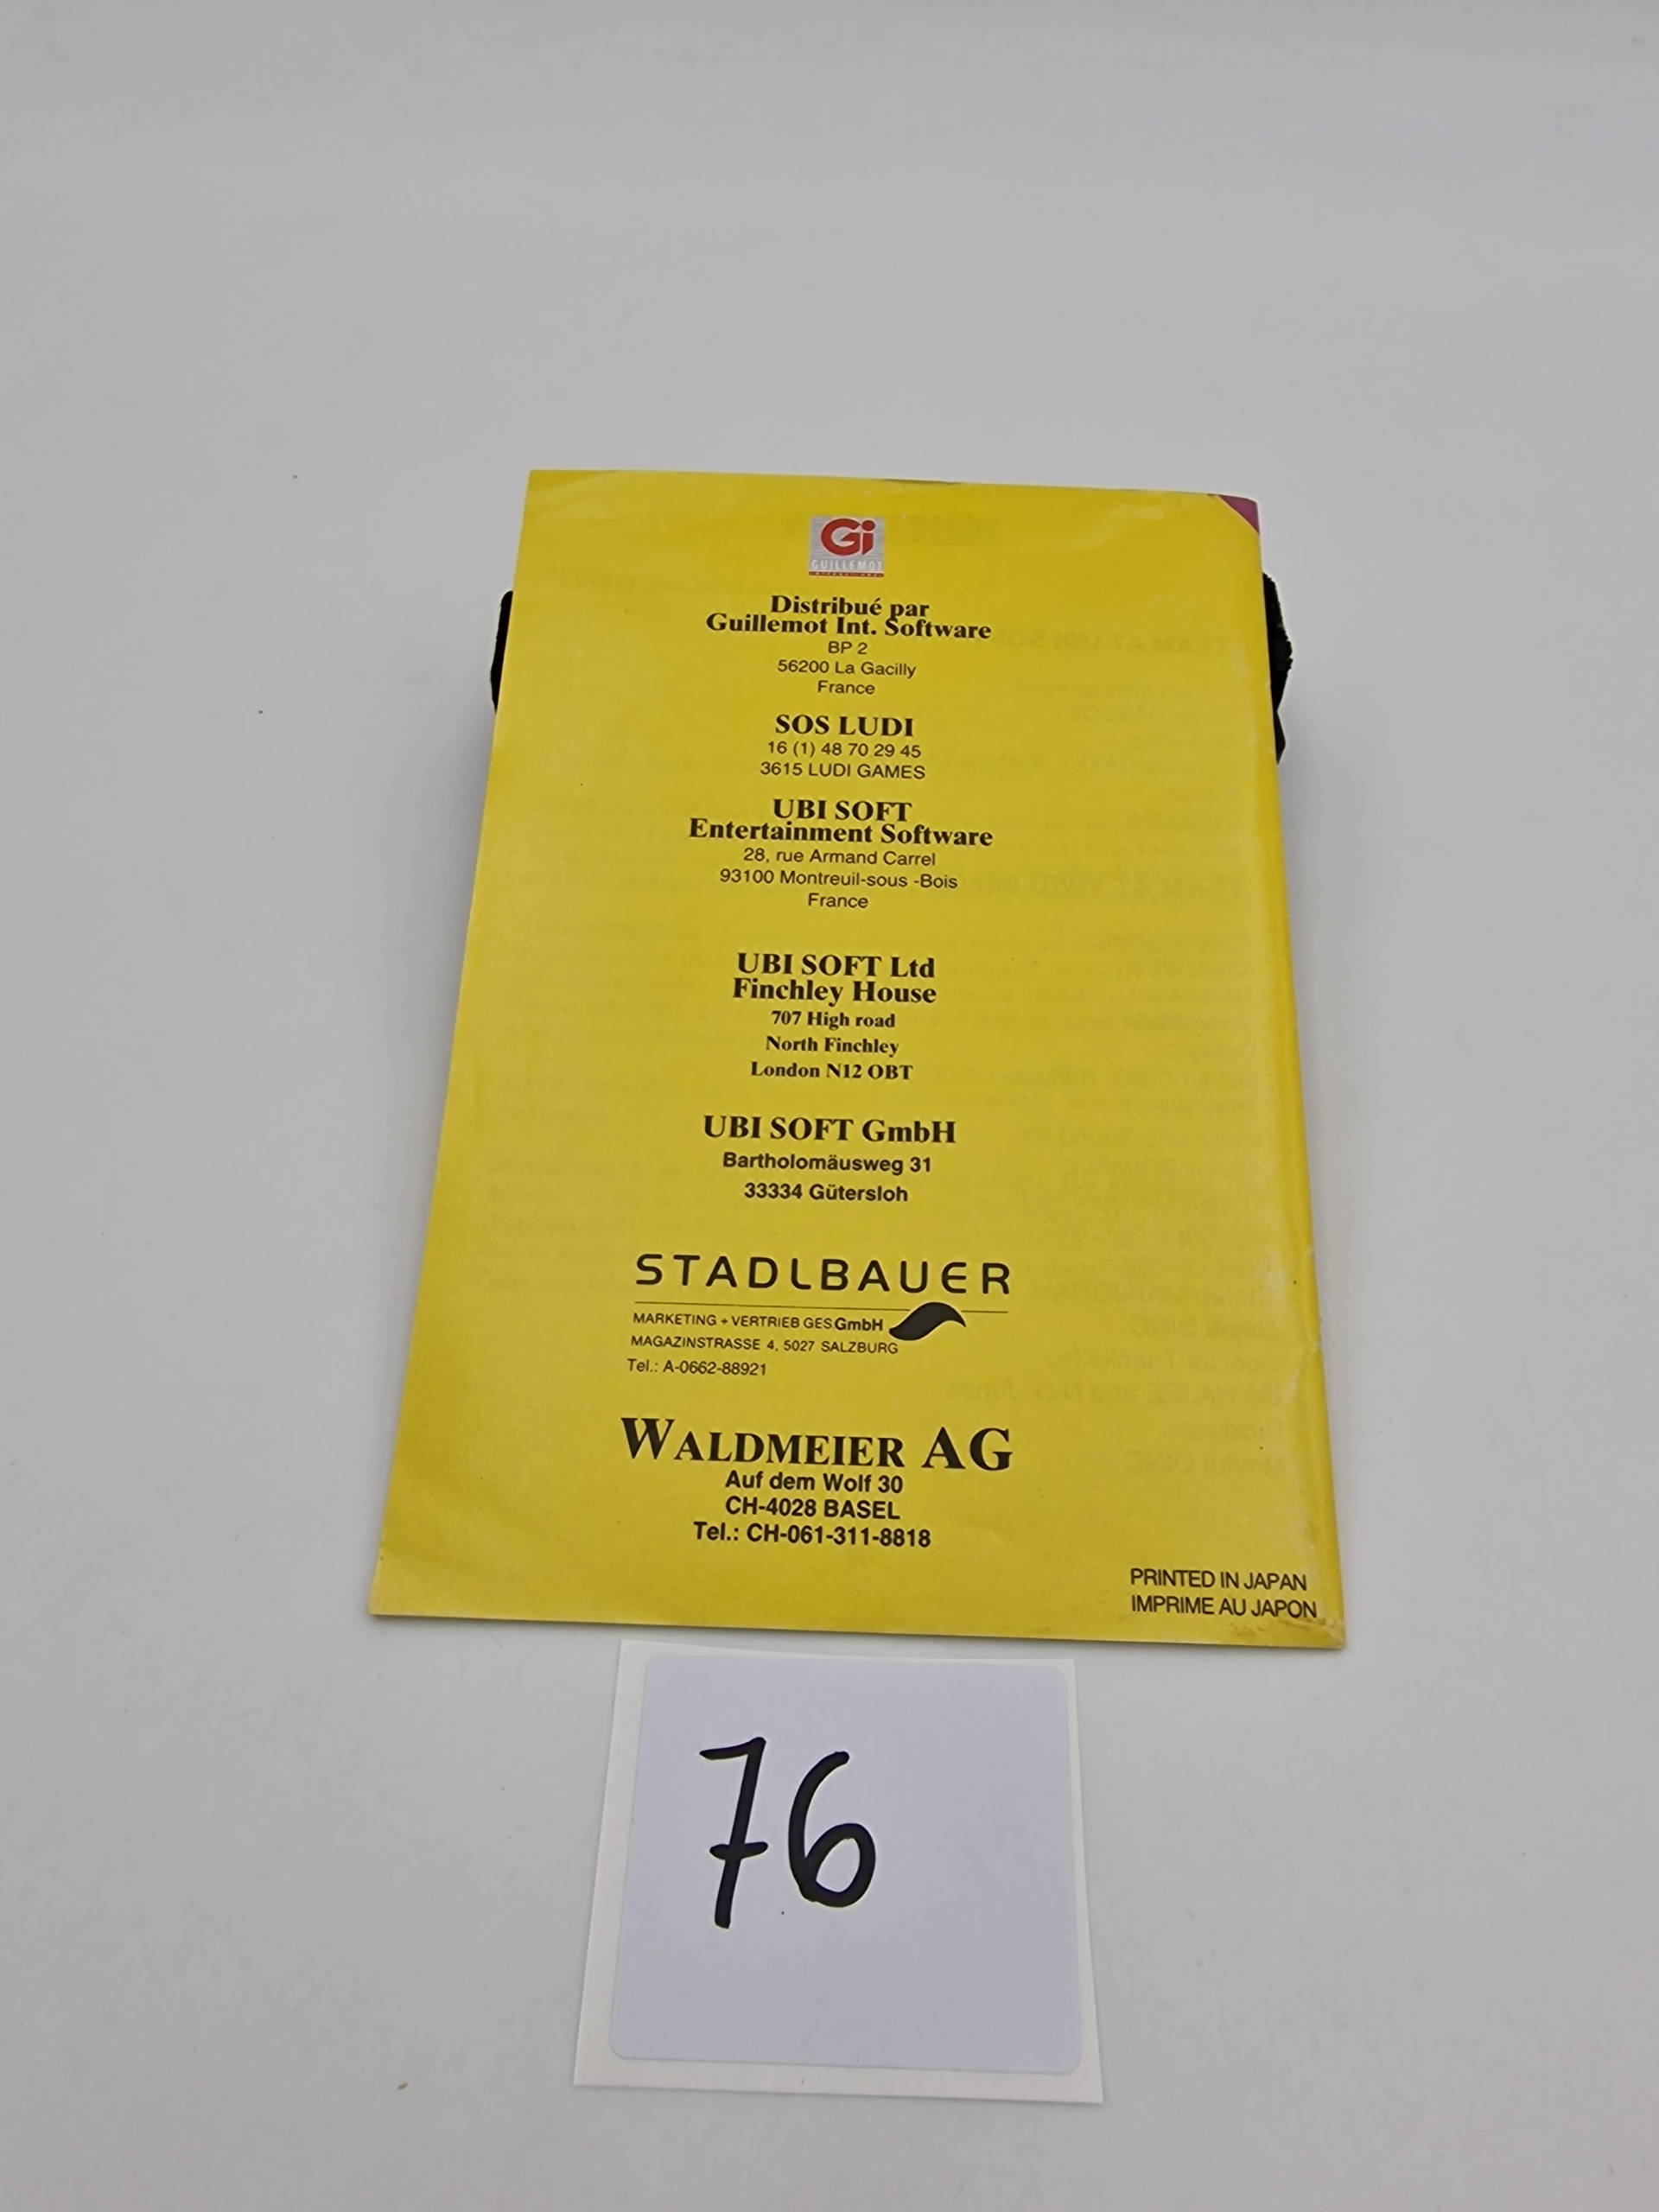 Gi
GUILLEMOT
INTERNATIONAL
Distribué par
Guillemot Int. Software
BP 2
56200 La Gacilly
France
SOS LUDI
16 (1) 48 70 29 45
3615 LUDI GAMES
UBI SOFT
Entertainment Software
28, rue Armand Carrel
93100 Montreuil-sous -Bois
France
UBI SOFT Ltd
Finchley House
707 High road
North Finchley
London N12 OBT
UBI SOFT GmbH
Bartholomäusweg 31
33334 Gütersloh
STADLBAUER
MARKETING + VERTRIEB GES.GmbH
MAGAZINSTRASSE 4, 5027 SALZBURG
Tel.: A-0662-88921
WALDMEIER AG
Auf dem Wolf 30
CH-4028 BASEL
Tel.: CH-061-311-8818
PRINTED IN JAPAN
IMPRIME AU JAPON
76